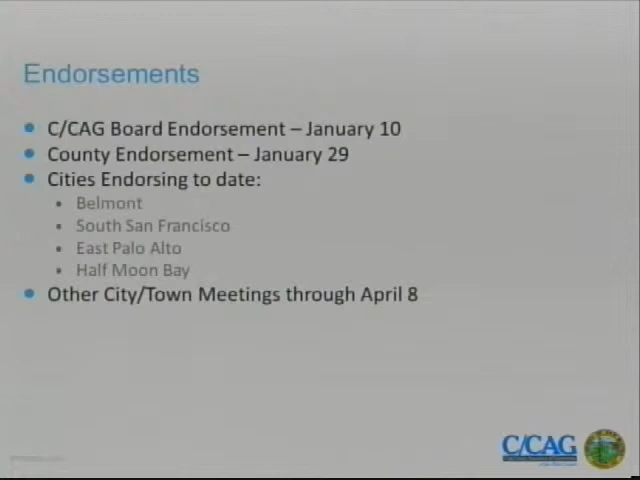 Endorsements
C/CAG Board Endorsement – January 10
County Endorsement – January 29
Cities Endorsing to date:
Belmont
South San Francisco
East Palo Alto
Half Moon Bay
Other City/Town Meetings through April 8
C/CAG